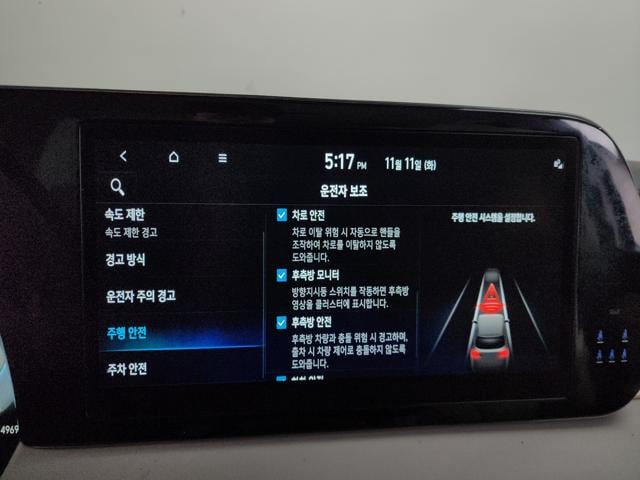 5:17 PM 11월 11일 (화)
운전자 보조
속도 제한
속도 제한 경고
경고 방식
운전자 주의 경고
주행 안전
주차 안전
차로 안전
차로 이탈 위험 시 자동으로 핸들을
조작하여 차로를 이탈하지 않도록
도와줍니다.
후측방 모니터
방향지시등 스위치를 작동하면 후측방
영상을 클러스터에 표시합니다.
후측방 안전
후측방 차량과 충돌 위험 시 경고하며,
출차 시 차량 제어로 충돌하지 않도록
도와줍니다.
주행 안전 시스템을 설정합니다.
4969